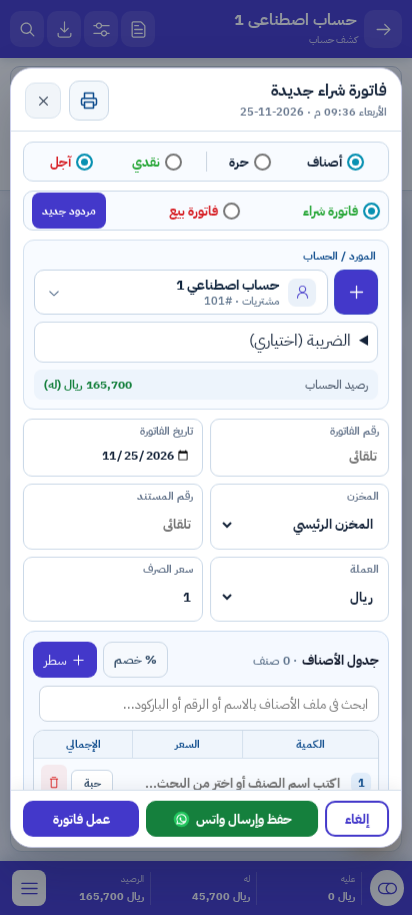 حساب اصطناعي 1
كشف حساب
فاتورة شراء جديدة
الأربعاء 09:36 م · 2026-11-25
أصناف
حرة
نقدي
آجل
فاتورة شراء
فاتورة بيع
مردود جديد
المورد / الحساب
حساب اصطناعي 1
مشتريات · #101
الضريبة (اختياري)
رصيد الحساب
165,700 ريال (له)
رقم الفاتورة
تلقائي
تاريخ الفاتورة
11/25/2026
المخزن
المخزن الرئيسي
رقم المستند
تلقائي
العملة
ريال
سعر الصرف
1
جدول الأصناف · 0 صنف
% خصم
سطر
ابحث في ملف الأصناف بالاسم أو الرقم أو الباركود...
الكمية
السعر
الإجمالي
1
اكتب اسم الصنف أو اختر من البحث...
حبة
إلغاء
حفظ وإرسال واتس
عمل فاتورة
عليه
0 ريال
له
45,700 ريال
الرصيد
165,700 ريال